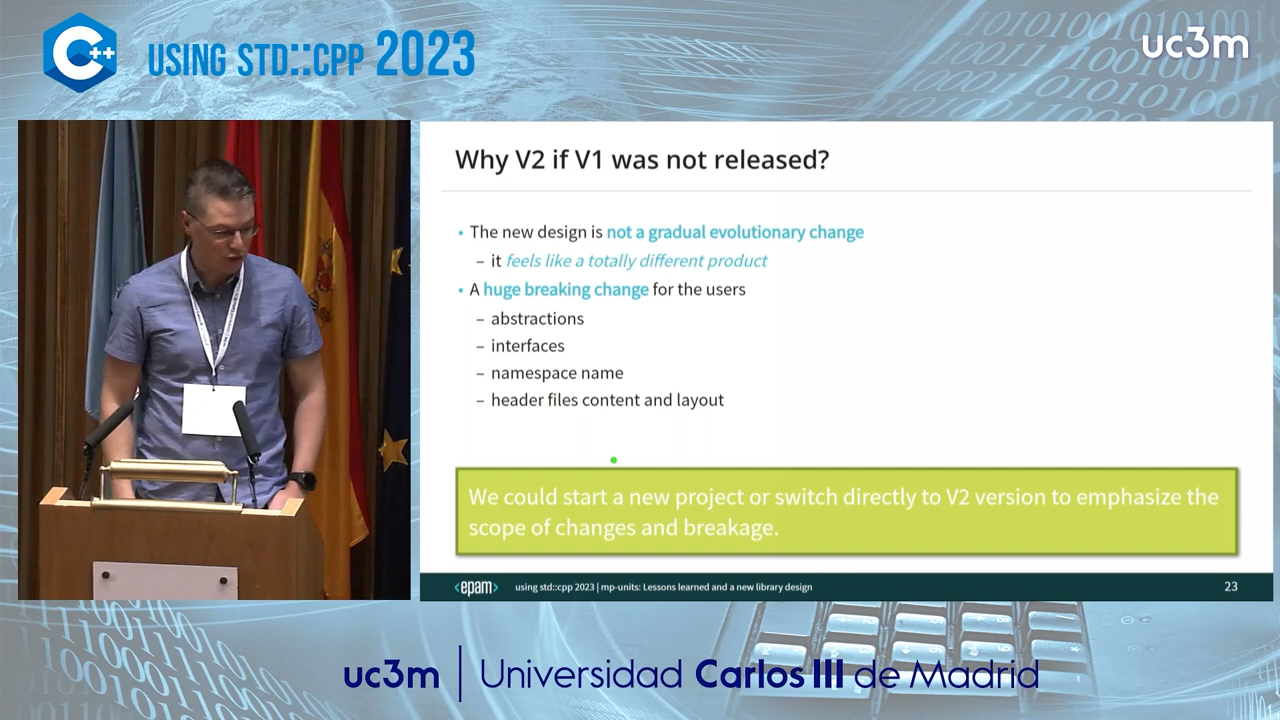 C++
USING STD::CPP 2023
uc3m
Why V2 if V1 was not released?
• The new design is not a gradual evolutionary change
– it feels like a totally different product
• A huge breaking change for the users
– abstractions
– interfaces
– namespace name
– header files content and layout
We could start a new project or switch directly to V2 version to emphasize the
scope of changes and breakage.
<epam> using std::cpp 2023 | mp-units: Lessons learned and a new library design 23
uc3m | Universidad Carlos III de Madrid